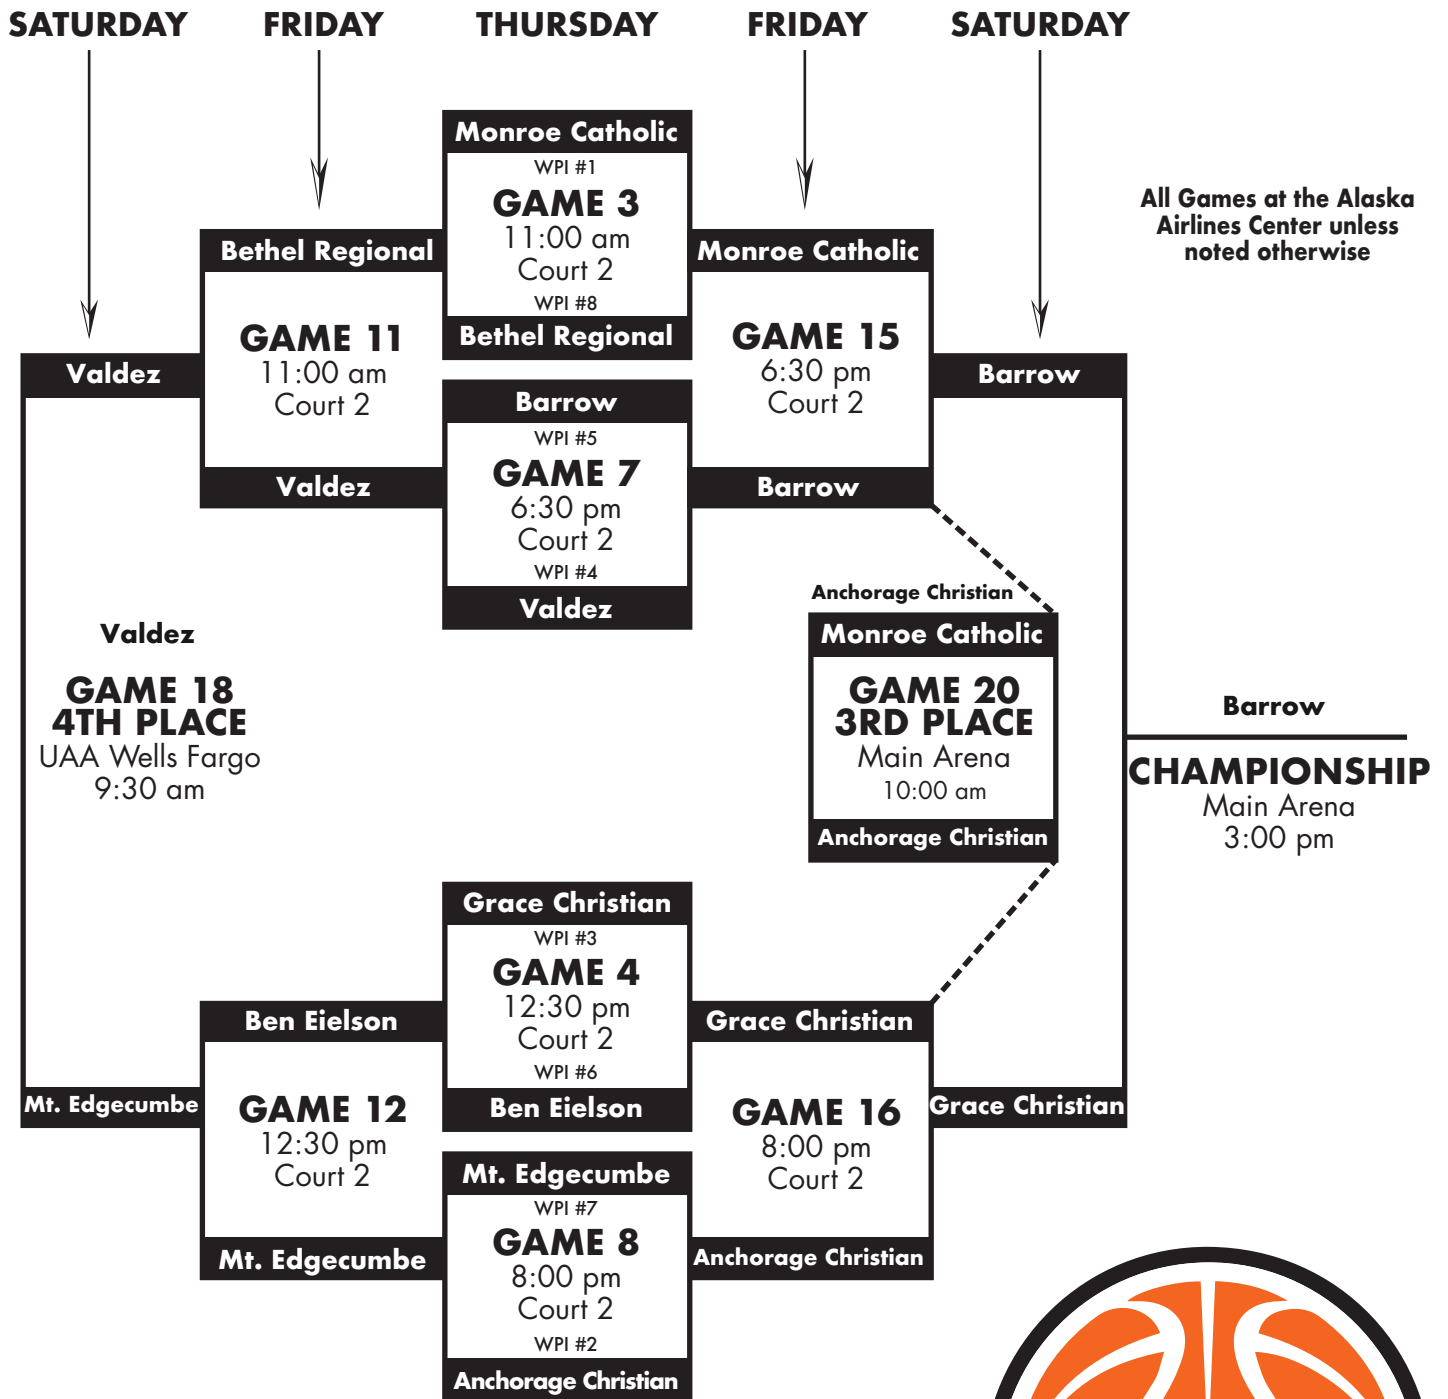 SATURDAY FRIDAY THURSDAY FRIDAY SATURDAY
All Games at the Alaska
Airlines Center unless
noted otherwise
Monroe Catholic
WPI #1
GAME 3
11:00 am
Court 2
WPI #8
Bethel Regional
Barrow
WPI #5
GAME 7
6:30 pm
Court 2
WPI #4
Valdez
Bethel Regional
GAME 11
11:00 am
Court 2
Valdez
Monroe Catholic
GAME 15
6:30 pm
Court 2
Barrow
Valdez
Valdez
GAME 18
4TH PLACE
UAA Wells Fargo
9:30 am
Mt. Edgecumbe
Barrow
Anchorage Christian
Monroe Catholic
GAME 20
3RD PLACE
Main Arena
10:00 am
Anchorage Christian
Barrow
CHAMPIONSHIP
Main Arena
3:00 pm
Grace Christian
Grace Christian
WPI #3
GAME 4
12:30 pm
Court 2
WPI #6
Ben Eielson
Mt. Edgecumbe
WPI #7
GAME 8
8:00 pm
Court 2
WPI #2
Anchorage Christian
Ben Eielson
GAME 12
12:30 pm
Court 2
Mt. Edgecumbe
Grace Christian
GAME 16
8:00 pm
Court 2
Anchorage Christian